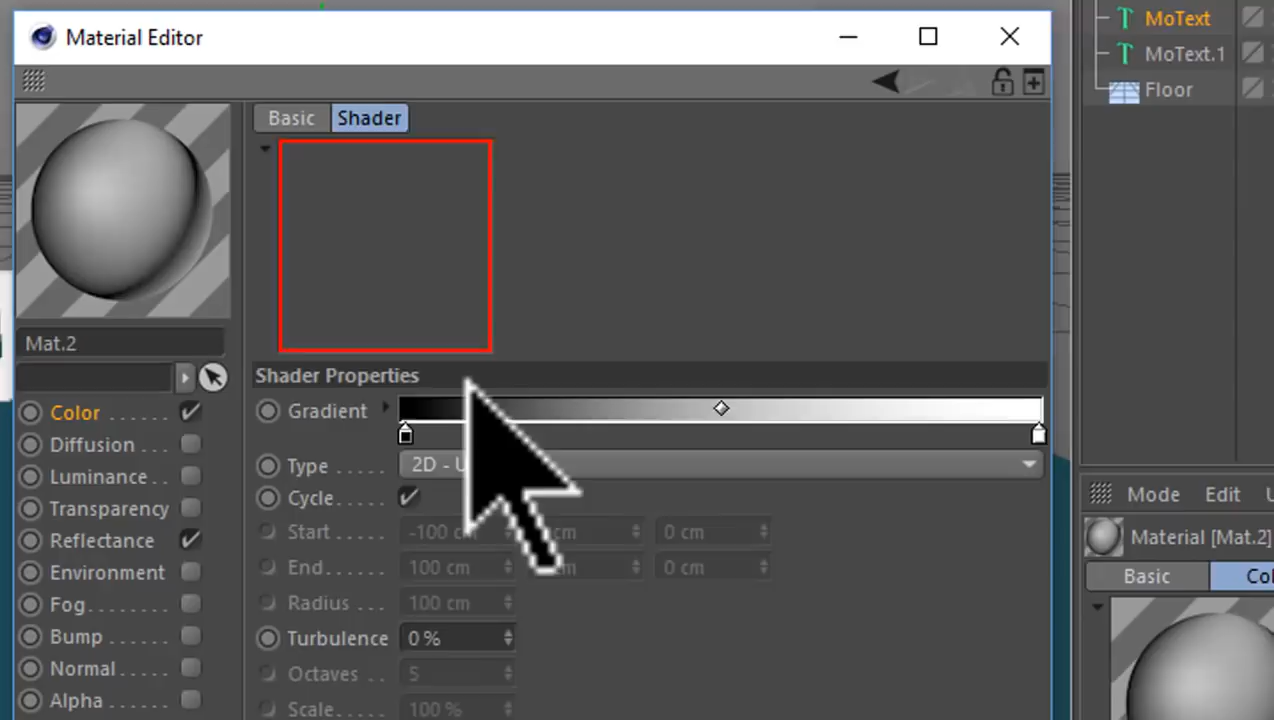 Material Editor
MoText
MoText.1
Floor
Basic
Shader
Mat.2
Shader Properties
Color
Gradient
Diffusion
Luminance
Type
2D - U
Transparency
Cycle
Mode
Edit
Reflectance
Start
-100 cm
cm
0 cm
Material [Mat.2]
Environment
End
100 cm
cm
0 cm
Basic
Fog
Radius
100 cm
Bump
Turbulence
0 %
Normal
Octaves
5
Alpha
Scale
100 %